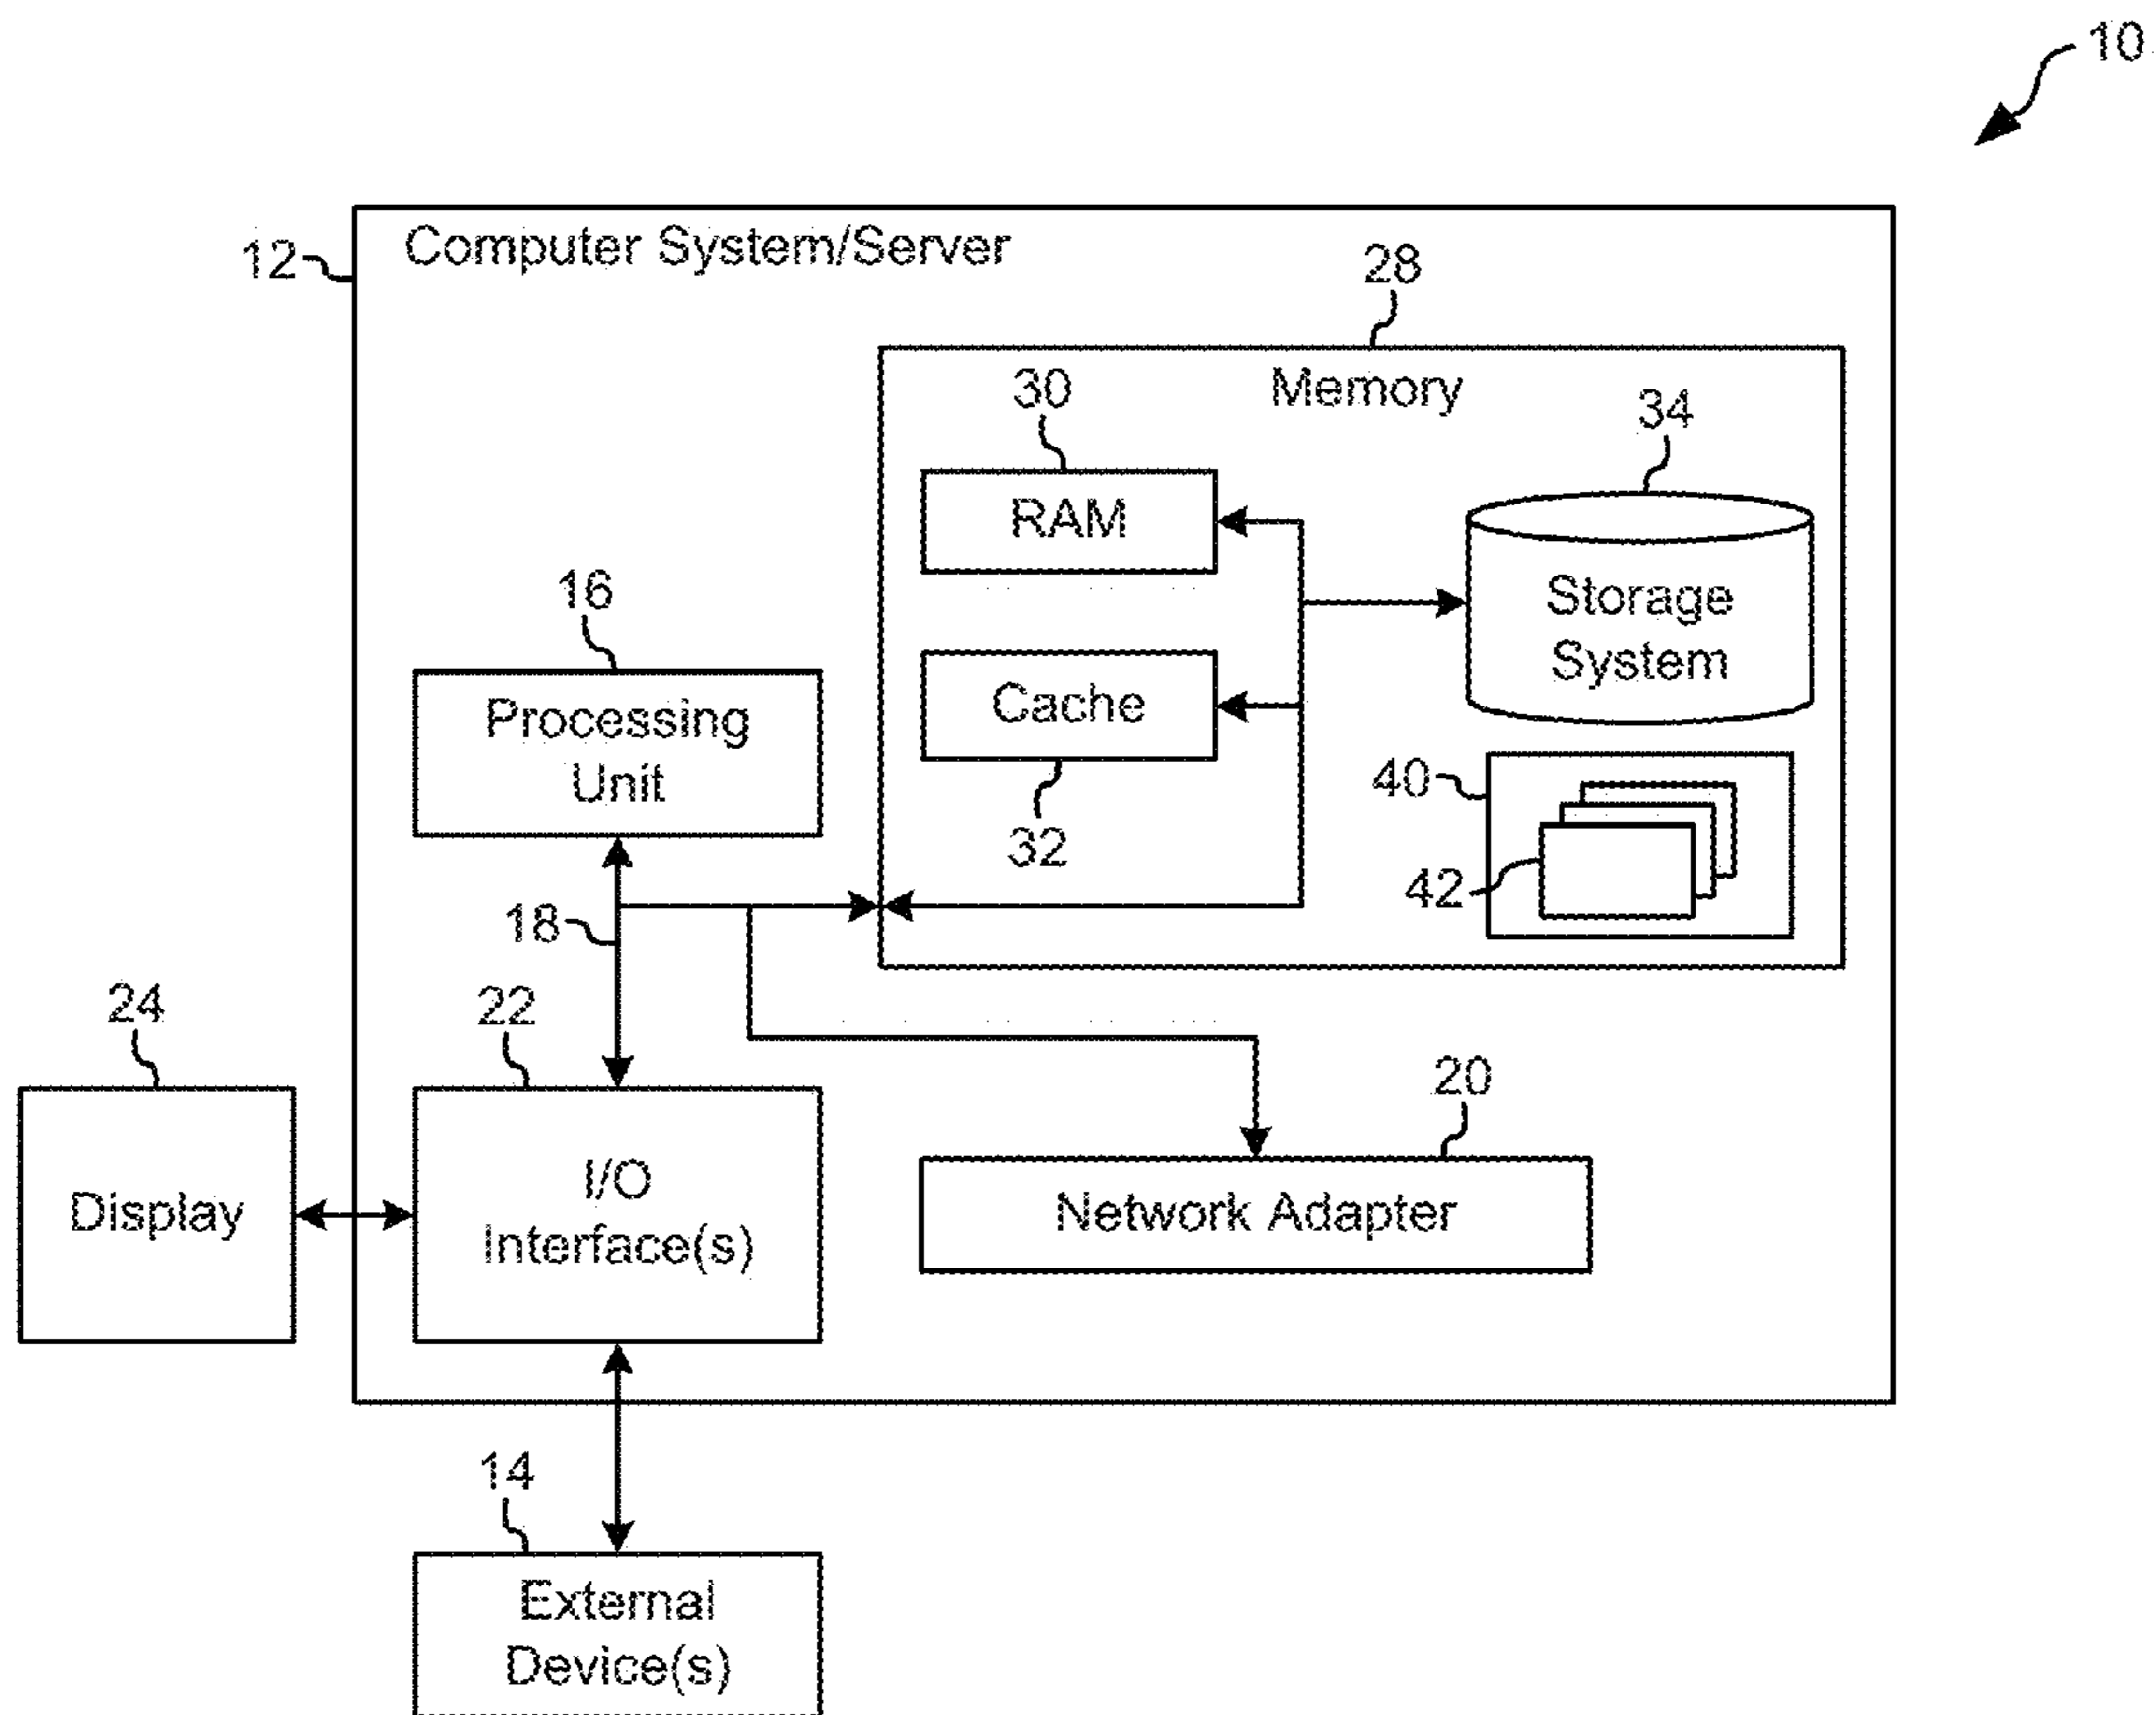 10
12
Computer System/Server
28
Memory
30
34
RAM
Storage
System
16
Processing
Unit
Cache
32
40
42
18
24
22
20
Display
I/O
Interface(s)
Network Adapter
14
External
Device(s)